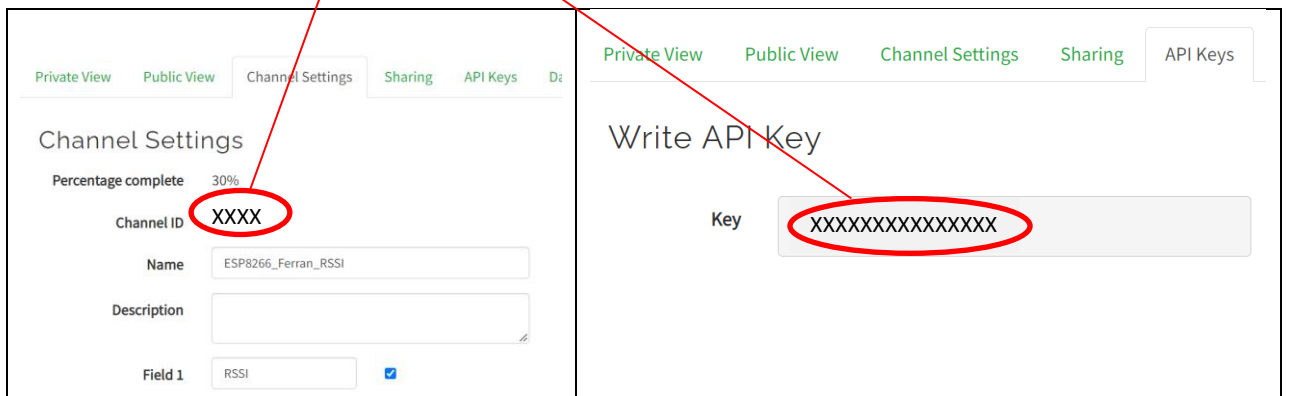 Private View Public View Channel Settings Sharing API Keys Da
Channel Settings
Percentage complete 30%
Channel ID XXXX
Name ESP8266_Ferran_RSSI
Description
Field 1 RSSI
Private View Public View Channel Settings Sharing API Keys
Write API Key
Key XXXXXXXXXXXXXXX